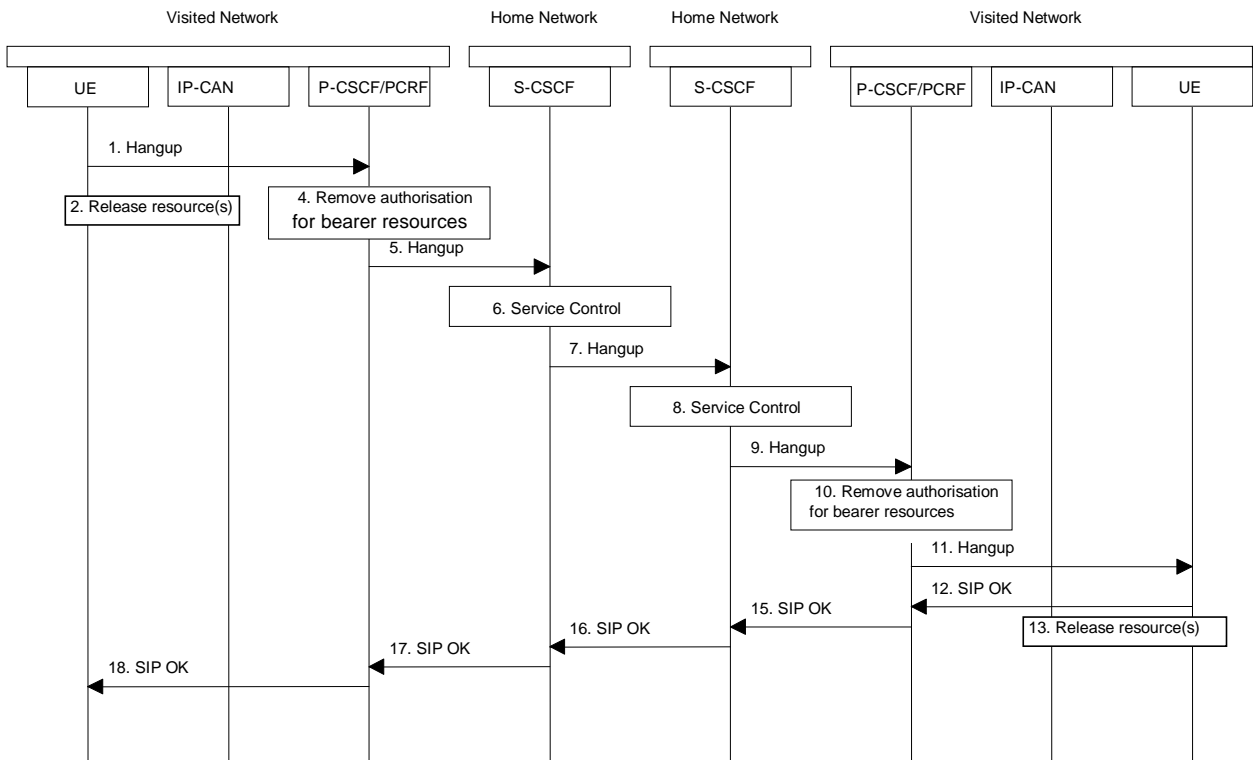 Visited Network
Home Network
Home Network
Visited Network
UE
IP-CAN
P-CSCF/PCRF
S-CSCF
S-CSCF
P-CSCF/PCRF
IP-CAN
UE
1. Hangup
2. Release resource(s)
4. Remove authorisation
for bearer resources
5. Hangup
6. Service Control
7. Hangup
8. Service Control
9. Hangup
10. Remove authorisation
for bearer resources
11. Hangup
12. SIP OK
13. Release resource(s)
15. SIP OK
16. SIP OK
17. SIP OK
18. SIP OK